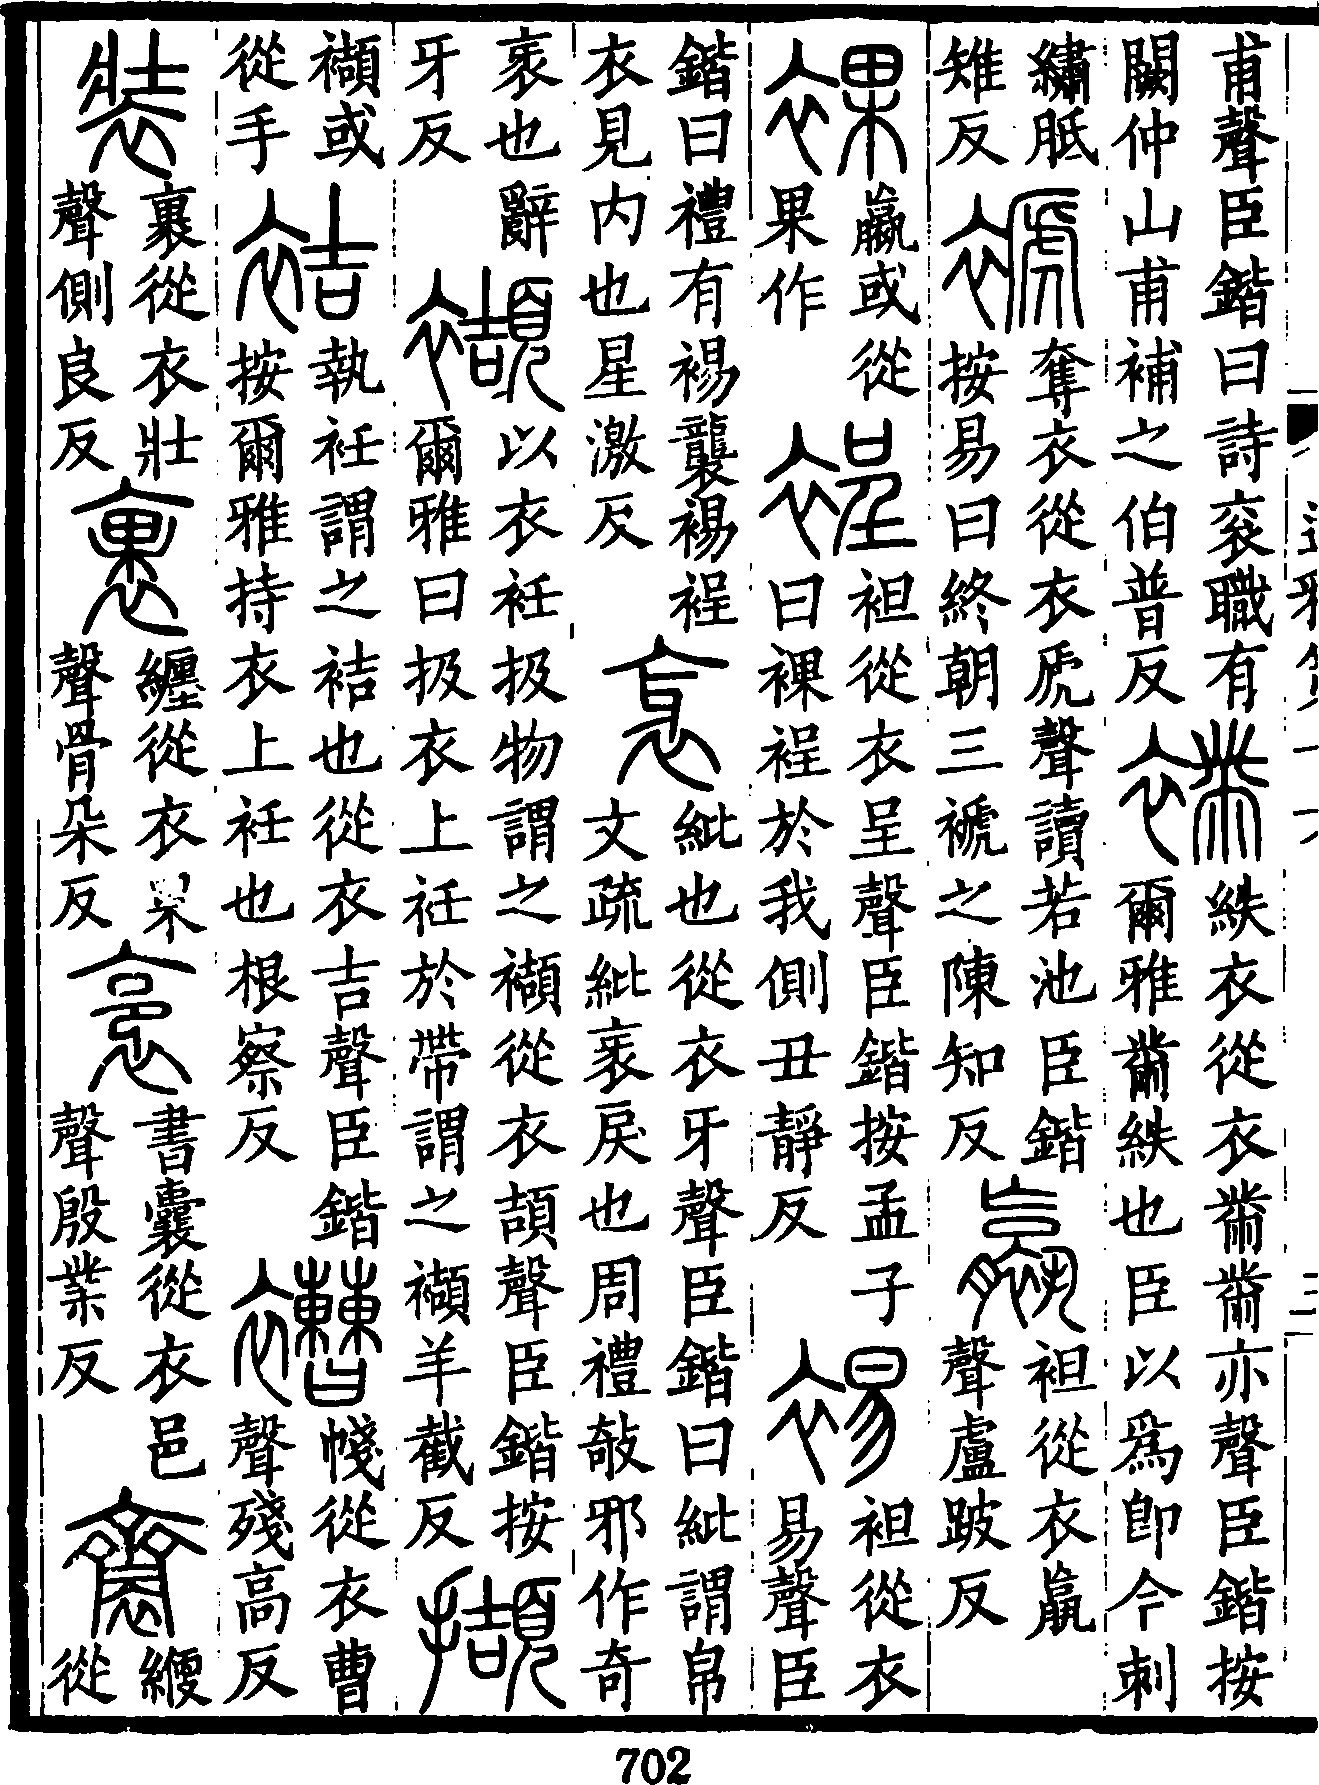 甫聲臣鍇曰詩衮職有
闕仲山甫補之伯普反
𧝊
紩衣從衣黹黹亦聲臣鍇按
爾雅黹紩也臣以爲卽今刺
繡胝
雉反
褫
奪衣從衣虒聲讀若池臣鍇
按易曰終朝三褫之陳知反
臝
袒從衣𣎆
聲盧跛反
裸
臝或從
果作
裎
袒從衣呈聲臣鍇按孟子
曰裸裎於我側丑靜反
裼
袒從衣
易聲臣
鍇曰禮有裼襲裼裎
衣見内也星激反
衺
紕也從衣牙聲臣鍇曰紕謂帛
文疏紕衺戾也周禮㪣邪作奇
衺也辭
牙反
襭
以衣衽扱物謂之襭從衣頡聲臣鍇按
爾雅曰扱衣上衽於帶謂之襭羊截反
擷
襭或
從手
袺
執衽謂之袺也從衣吉聲臣鍇
按爾雅持衣上衽也根察反
褿
帴從衣曹
聲殘高反
裝
裹從衣壯
聲側良反
裹
纏從衣果
聲骨朵反
裛
書囊從衣邑
聲殷業反
齌
緶
從
702